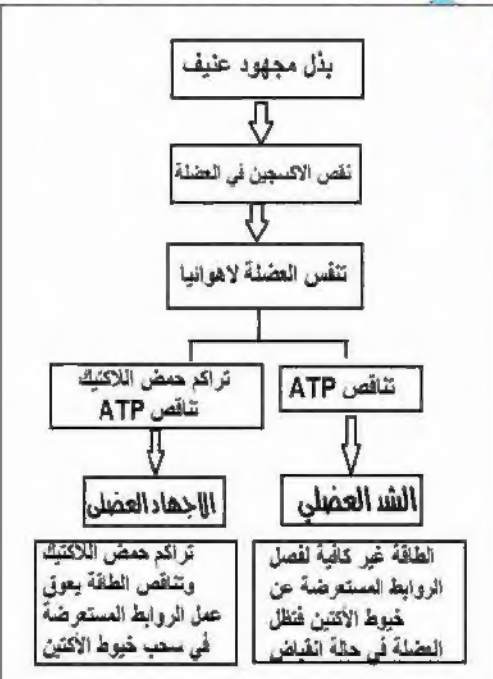 بذل مجهود عنيف
نقص الاكسجين في العضلة
تنفس العضلة لاهوائيا
تراكم حمض اللاكتيك
تناقص ATP
تناقص ATP
الاجهاد العضلى
الشد العضلي
تراكم حمض اللاكتيك
وتناقص الطاقة يعوق
عمل الروابط المستعرضة
في سحب خيوط الأكتين
الطاقة غير كافية لفصل
الروابط المستعرضة عن
خيوط الأكتين فتظل
العضلة في حالة انقباض